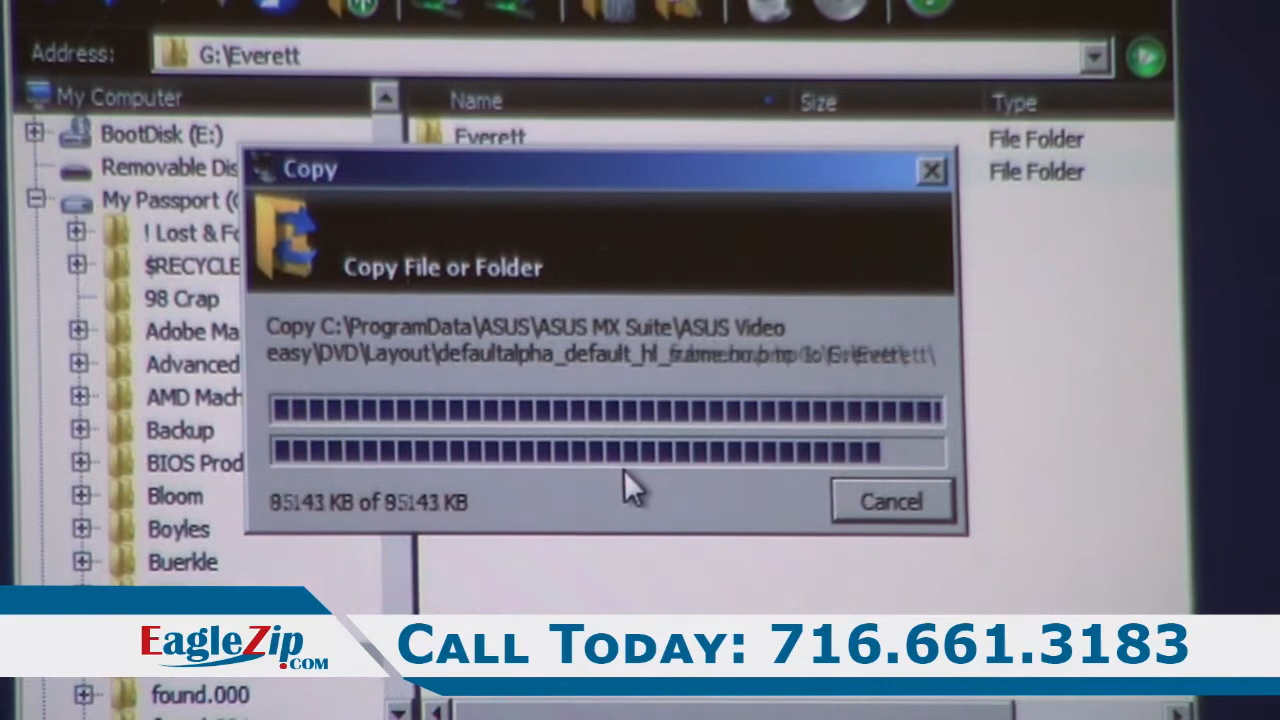 Address: G:\Everett
My Computer
Name Size Type
BootDisk (E:) Everett File Folder
Removable Dis File Folder
My Passport (
! Lost & Fo
$RECYCLE
98 Crap
Adobe Ma
Advanced
AMD Mach
Backup
BIOS Prod
Bloom
Boyles
Buerkle
Copy
Copy File or Folder
Copy C:\ProgramData\ASUS\ASUS MX Suite\ASUS Video
easy\DVD\Layout\defaultalpha_default_hl_
KB of KB
Cancel
EagleZip.com
Call Today: 716.661.3183
found.000